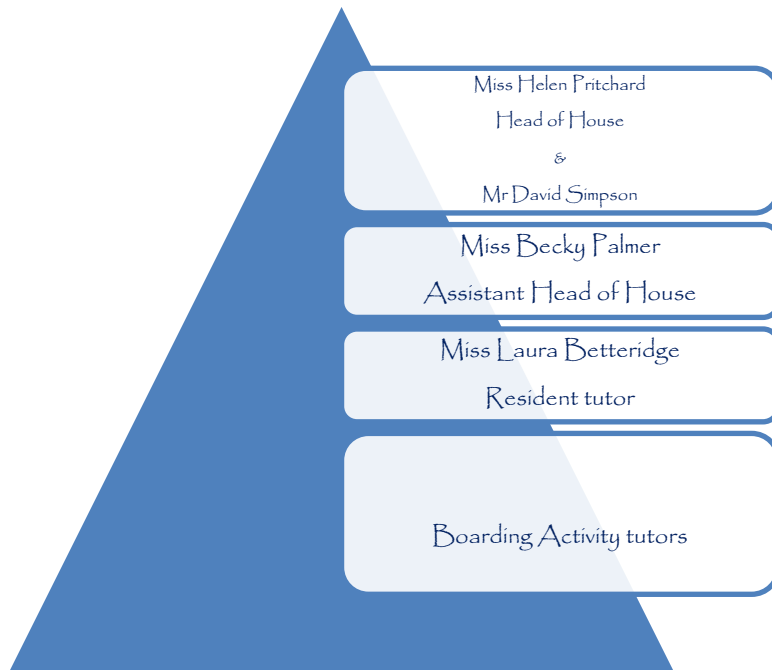 Miss Helen Pritchard
Head of House
&
Mr David Simpson
Miss Becky Palmer
Assistant Head of House
Miss Laura Betteridge
Resident tutor
Boarding Activity tutors